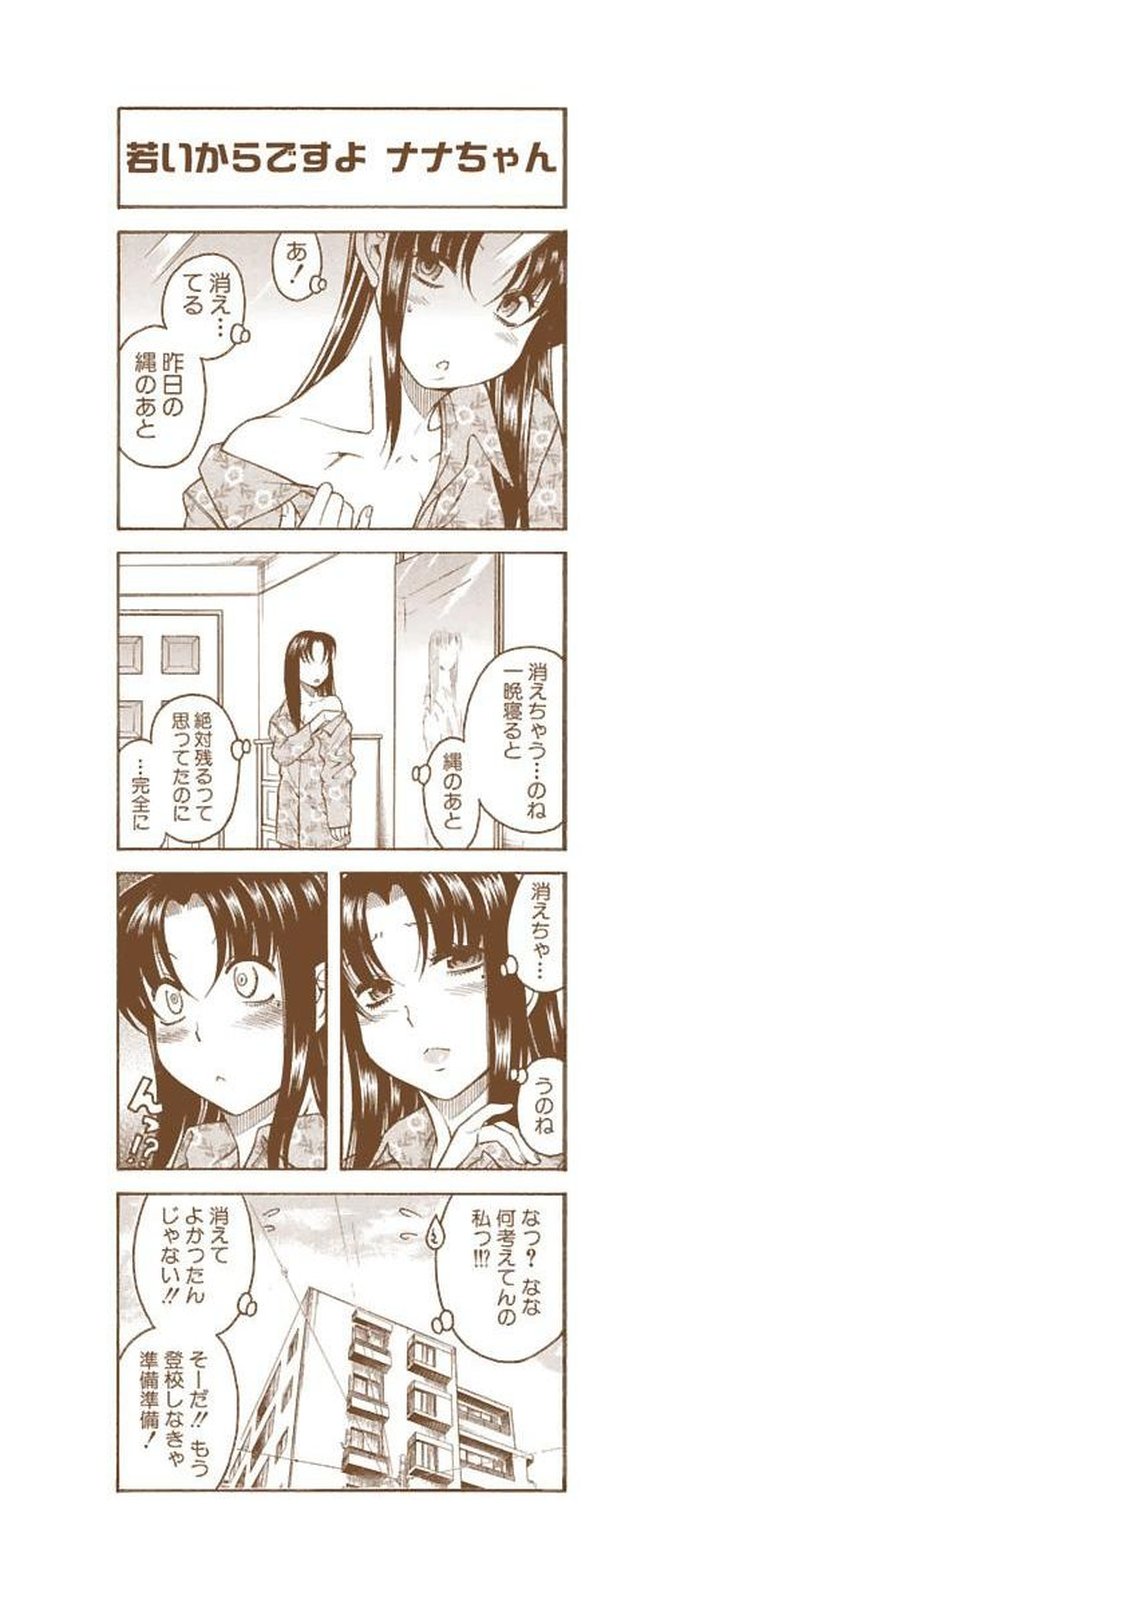 若いからですよ ナナちゃん
あ!
消え…
てる
昨日の
縄のあと
消えちゃう…のね
一晩寝ると
縄のあと
絶対残るって
思ってたのに
…完全に
消えちゃ…
うのね
んっ!?
なっ? なな
何考えてんの
私っ!!?
消えて
よかったん
じゃない!!
そーだ!! もう
登校しなきゃ
準備準備!